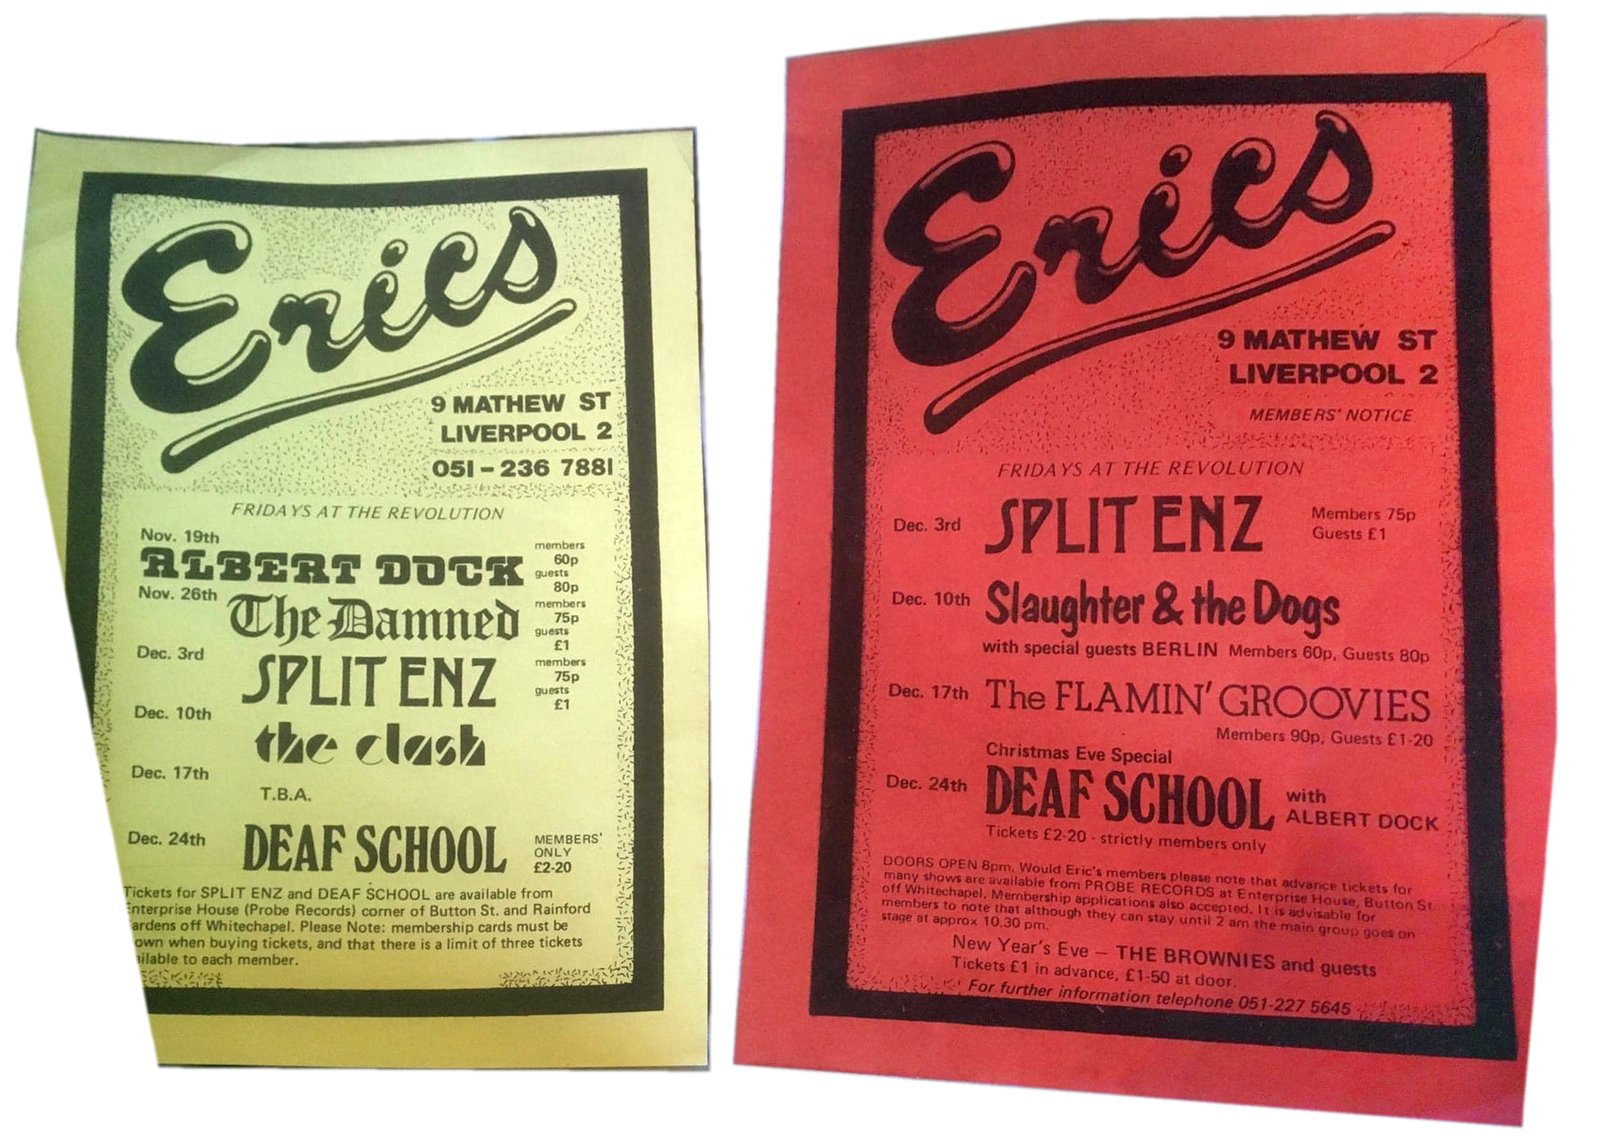 Erics
9 MATHEW ST
LIVERPOOL 2
051-236 7881
FRIDAYS AT THE REVOLUTION
Nov. 19th
ALBERT DOCK
members
60p
guests
80p
Nov. 26th
The Damned
members
75p
guests
£1
Dec. 3rd
SPLIT ENZ
members
75p
guests
£1
Dec. 10th
the clash
Dec. 17th
T.B.A.
Dec. 24th
DEAF SCHOOL
MEMBERS'
ONLY
£2-20
Tickets for SPLIT ENZ and DEAF SCHOOL are available from
nterprise House (Probe Records) corner of Button St. and Rainford
ardens off Whitechapel. Please Note: membership cards must be
own when buying tickets, and that there is a limit of three tickets
ilable to each member.
Erics
9 MATHEW ST
LIVERPOOL 2
MEMBERS' NOTICE
FRIDAYS AT THE REVOLUTION
Dec. 3rd SPLIT ENZ
Members 75p
Guests £1
Dec. 10th Slaughter & the Dogs
with special guests BERLIN Members 60p, Guests 80p
Dec. 17th The FLAMIN' GROOVIES
Members 90p, Guests £1-20
Christmas Eve Special
Dec. 24th DEAF SCHOOL
with
ALBERT DOCK
Tickets £2-20 - strictly members only
DOORS OPEN 8pm. Would Eric's members please note that advance tickets for
many shows are available from PROBE RECORDS at Enterprise House, Button St.
off Whitechapel. Membership applications also accepted. It is advisable for
members to note that although they can stay until 2 am the main group goes on
stage at approx 10.30 pm.
New Year's Eve – THE BROWNIES and guests
Tickets £1 in advance, £1-50 at door.
For further information telephone 051-227 5645